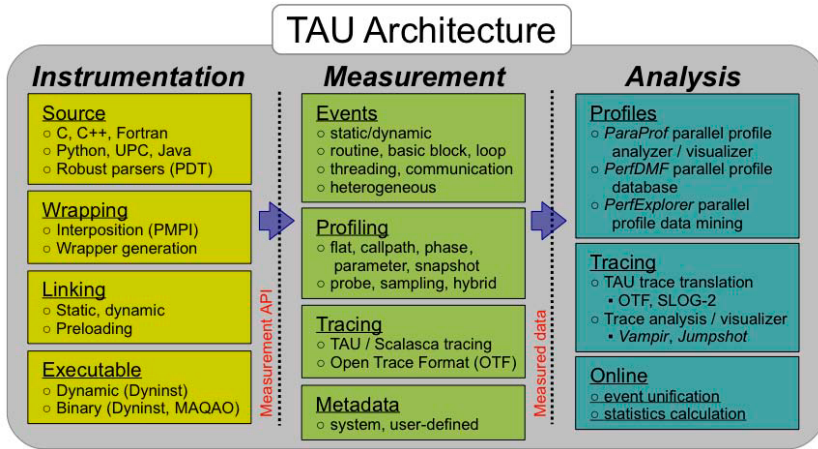 TAU Architecture
Instrumentation
Source
○ C, C++, Fortran
○ Python, UPC, Java
○ Robust parsers (PDT)
Wrapping
○ Interposition (PMPI)
○ Wrapper generation
Linking
○ Static, dynamic
○ Preloading
Executable
○ Dynamic (Dyninst)
○ Binary (Dyninst, MAQAO)
Measurement API
Measurement
Events
○ static/dynamic
○ routine, basic block, loop
○ threading, communication
○ heterogeneous
Profiling
○ flat, callpath, phase,
parameter, snapshot
○ probe, sampling, hybrid
Tracing
○ TAU / Scalasca tracing
○ Open Trace Format (OTF)
Metadata
○ system, user-defined
Measured data
Analysis
Profiles
○ ParaProf parallel profile
analyzer / visualizer
○ PerfDMF parallel profile
database
○ PerfExplorer parallel
profile data mining
Tracing
○ TAU trace translation
▪ OTF, SLOG-2
○ Trace analysis / visualizer
▪ Vampir, Jumpshot
Online
○ event unification
○ statistics calculation